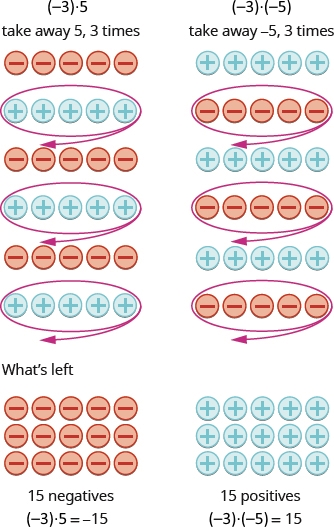 (−3)·5
take away 5, 3 times
What's left
15 negatives
(−3)·5 = −15
(−3)·(−5)
take away −5, 3 times
15 positives
(−3)·(−5) = 15